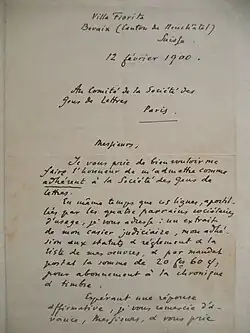 Villa Fiorita
Bevaix (Canton de Neuchâtel)
Suisse
12 février 1900.
Au Comité de la Société des
Gens de Lettres
Paris.
Messieurs,
Je vous prie de bien vouloir me
faire l'honneur de m'admettre comme
adhérent à la Société des Gens de
lettres.
En même temps que ces lignes, apostil-
lées par les quatre parrains sociétaires
d'usage, je vous adresse: un extrait
de mon casier judiciaire, mon adhé-
sion aux statuts & règlement & la
liste de mes œuvres, & par mandat
postal la somme de 20 fr 60 ct,
pour abonnement à la chronique
& timbre.
Espérant une réponse
affirmative, je vous remercie d'a-
vance, Messieurs, & vous prie